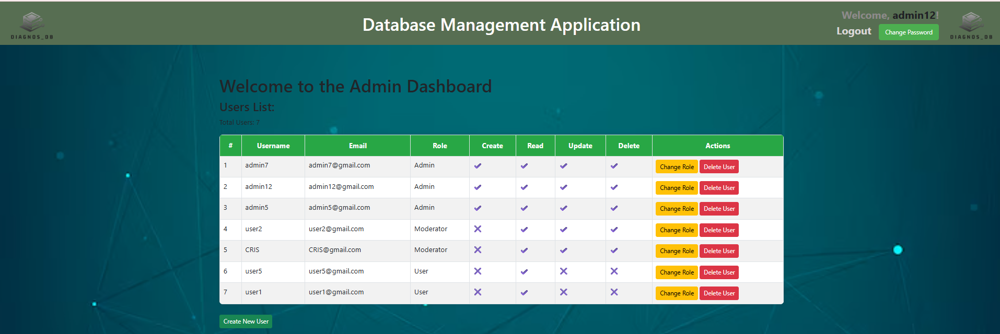 DIAGNOS_DB
Database Management Application
Welcome, admin12!
Logout Change Password
DIAGNOS_DB
Welcome to the Admin Dashboard
Users List:
Total Users: 7
# Username Email Role Create Read Update Delete Actions
1 admin7 admin7@gmail.com Admin ✔ ✔ ✔ ✔ Change Role Delete User
2 admin12 admin12@gmail.com Admin ✔ ✔ ✔ ✔ Change Role Delete User
3 admin5 admin5@gmail.com Admin ✔ ✔ ✔ ✔ Change Role Delete User
4 user2 user2@gmail.com Moderator ✖ ✔ ✔ ✔ Change Role Delete User
5 CRIS CRIS@gmail.com Moderator ✖ ✔ ✔ ✔ Change Role Delete User
6 user5 user5@gmail.com User ✖ ✔ ✖ ✖ Change Role Delete User
7 user1 user1@gmail.com User ✖ ✔ ✖ ✖ Change Role Delete User
Create New User